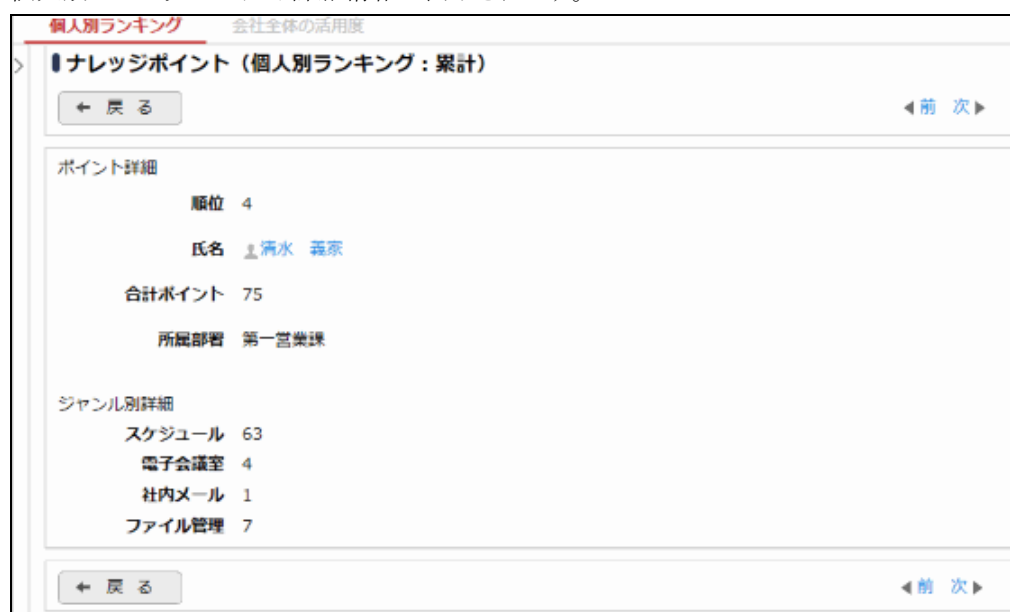 個人別ランキング 会社全体の活用度
ナレッジポイント（個人別ランキング：累計）
← 戻 る ◀前 次▶
ポイント詳細
順位 4
氏名 清水 義家
合計ポイント 75
所属部署 第一営業課
ジャンル別詳細
スケジュール 63
電子会議室 4
社内メール 1
ファイル管理 7
← 戻 る ◀前 次▶